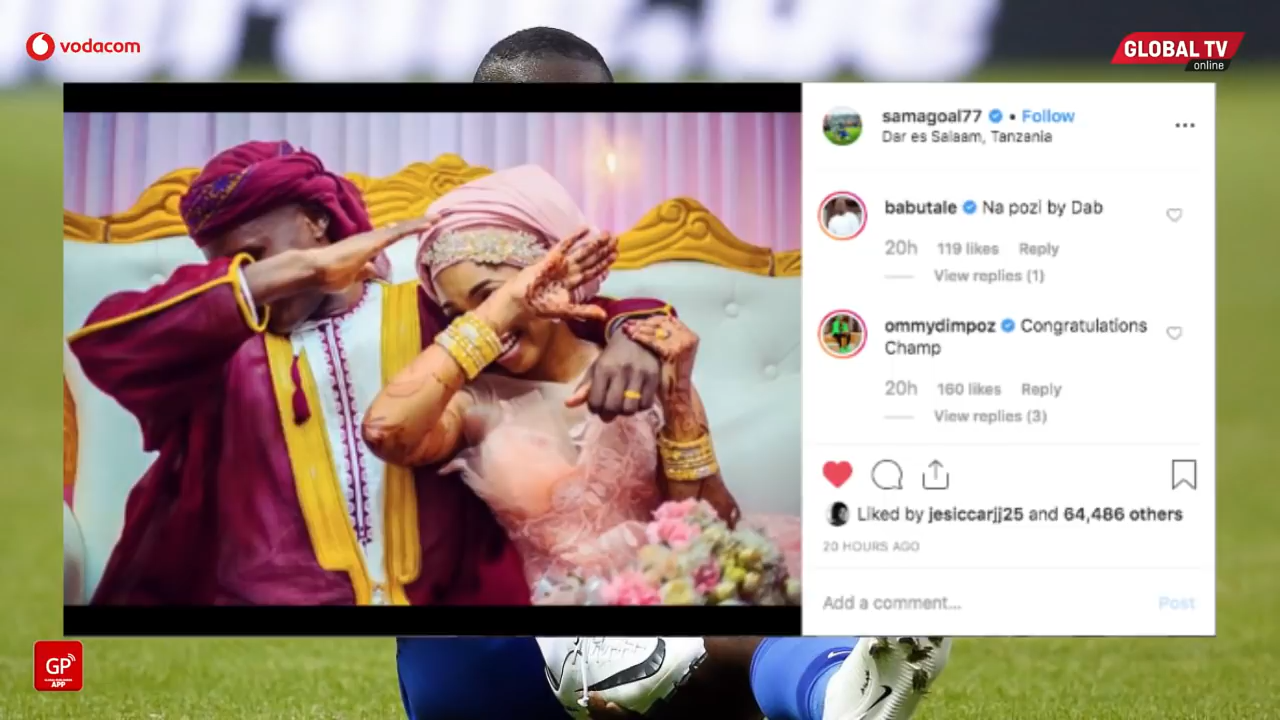 vodacom
GLOBAL TV
online
samagoal77 • Follow
Dar es Salaam, Tanzania
babutale Na pozi by Dab
20h 119 likes Reply
View replies (1)
ommydimpoz Congratulations
Champ
20h 160 likes Reply
View replies (3)
Liked by jesiccarjj25 and 64,486 others
20 HOURS AGO
Add a comment... Post
GP
APP